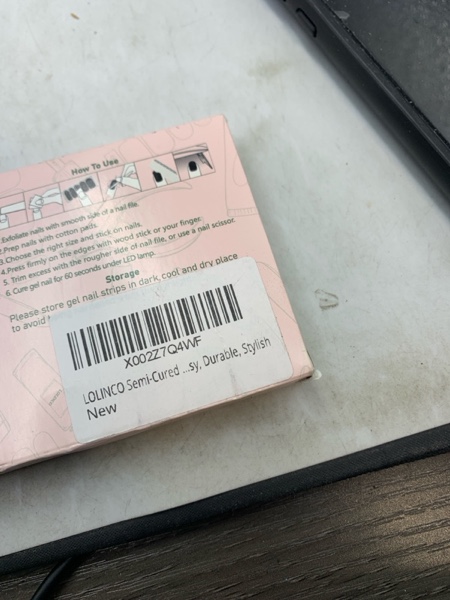 How To Use
Exfoliate nails with smooth side of a nail file.
2.Prep nails with cotton pads.
3.Choose the right size and stick on nails.
4.Press firmly on the edges with wood stick or your finger.
5. Trim excess with the rougher side of nail file, or use a nail scissor.
6. Cure gel nail for 60 seconds under LED lamp.
Storage
Please store gel nail strips in dark, cool and dry place
to avoid
X002Z7Q4WF
LOLINCO Semi-Cured ...sy, Durable, Stylish
New